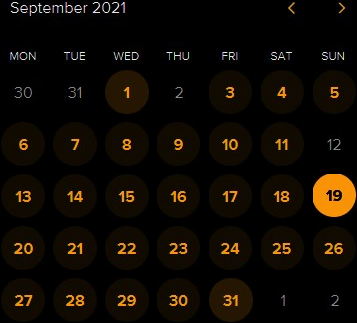 September 2021
MON TUE WED THU FRI SAT SUN
30 31 1 2 3 4 5
6 7 8 9 10 11 12
13 14 15 16 17 18 19
20 21 22 23 24 25 26
27 28 29 30 31 1 2